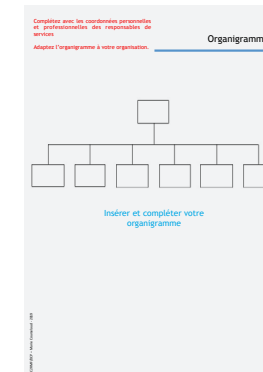 Complétez avec les coordonnées personnelles
et professionnelles des responsables de
services
Adaptez l'organigramme à votre organisation.
Organigramm
Insérer et compléter votre
organigramme